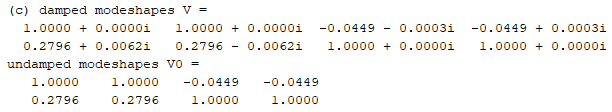 (c) damped modeshapes V =
1.0000 + 0.0000i 1.0000 + 0.0000i -0.0449 - 0.0003i -0.0449 + 0.0003i
0.2796 + 0.0062i 0.2796 - 0.0062i 1.0000 + 0.0000i 1.0000 + 0.0000i
undamped modeshapes V0 =
1.0000 1.0000 -0.0449 -0.0449
0.2796 0.2796 1.0000 1.0000